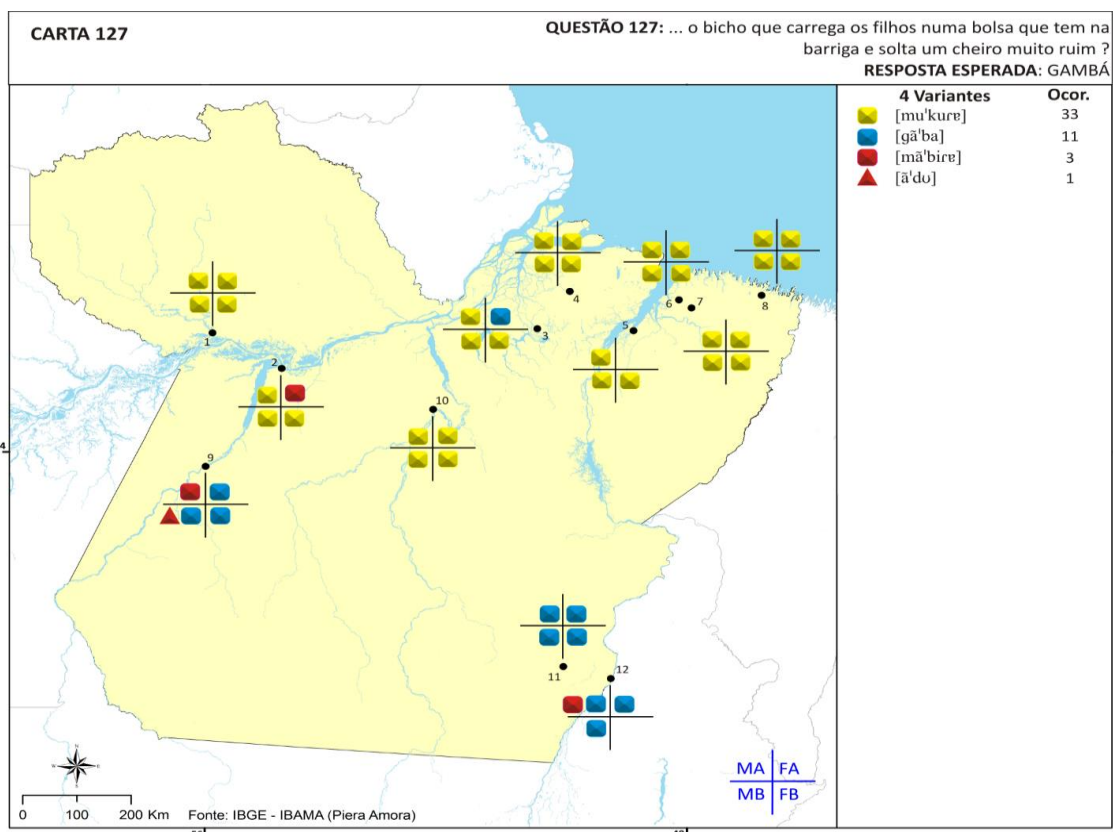 CARTA 127
QUESTÃO 127: ... o bicho que carrega os filhos numa bolsa que tem na
barriga e solta um cheiro muito ruim ?
RESPOSTA ESPERADA: GAMBÁ
4 Variantes Ocor.
[muˈkuɾɐ] 33
[gãˈba] 11
[mãˈbiɾɐ] 3
[ãˈdʊ] 1
4
8
6 7
3
5
1
2
10
4
9
11
12
MA FA
MB FB
N
0 100 200 Km Fonte: IBGE - IBAMA (Piera Amora)